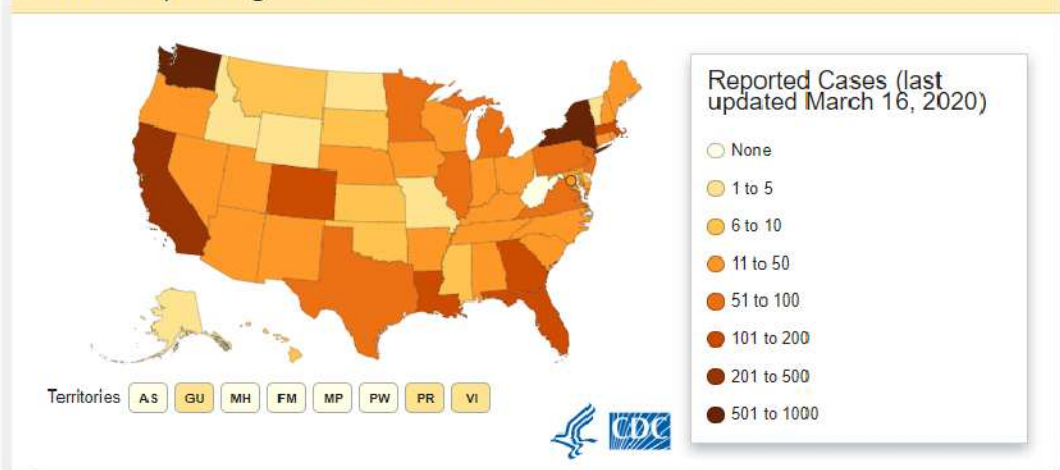 Reported Cases (last
updated March 16, 2020)
None
1 to 5
6 to 10
11 to 50
51 to 100
101 to 200
201 to 500
501 to 1000
Territories AS GU MH FM MP PW PR VI
CDC